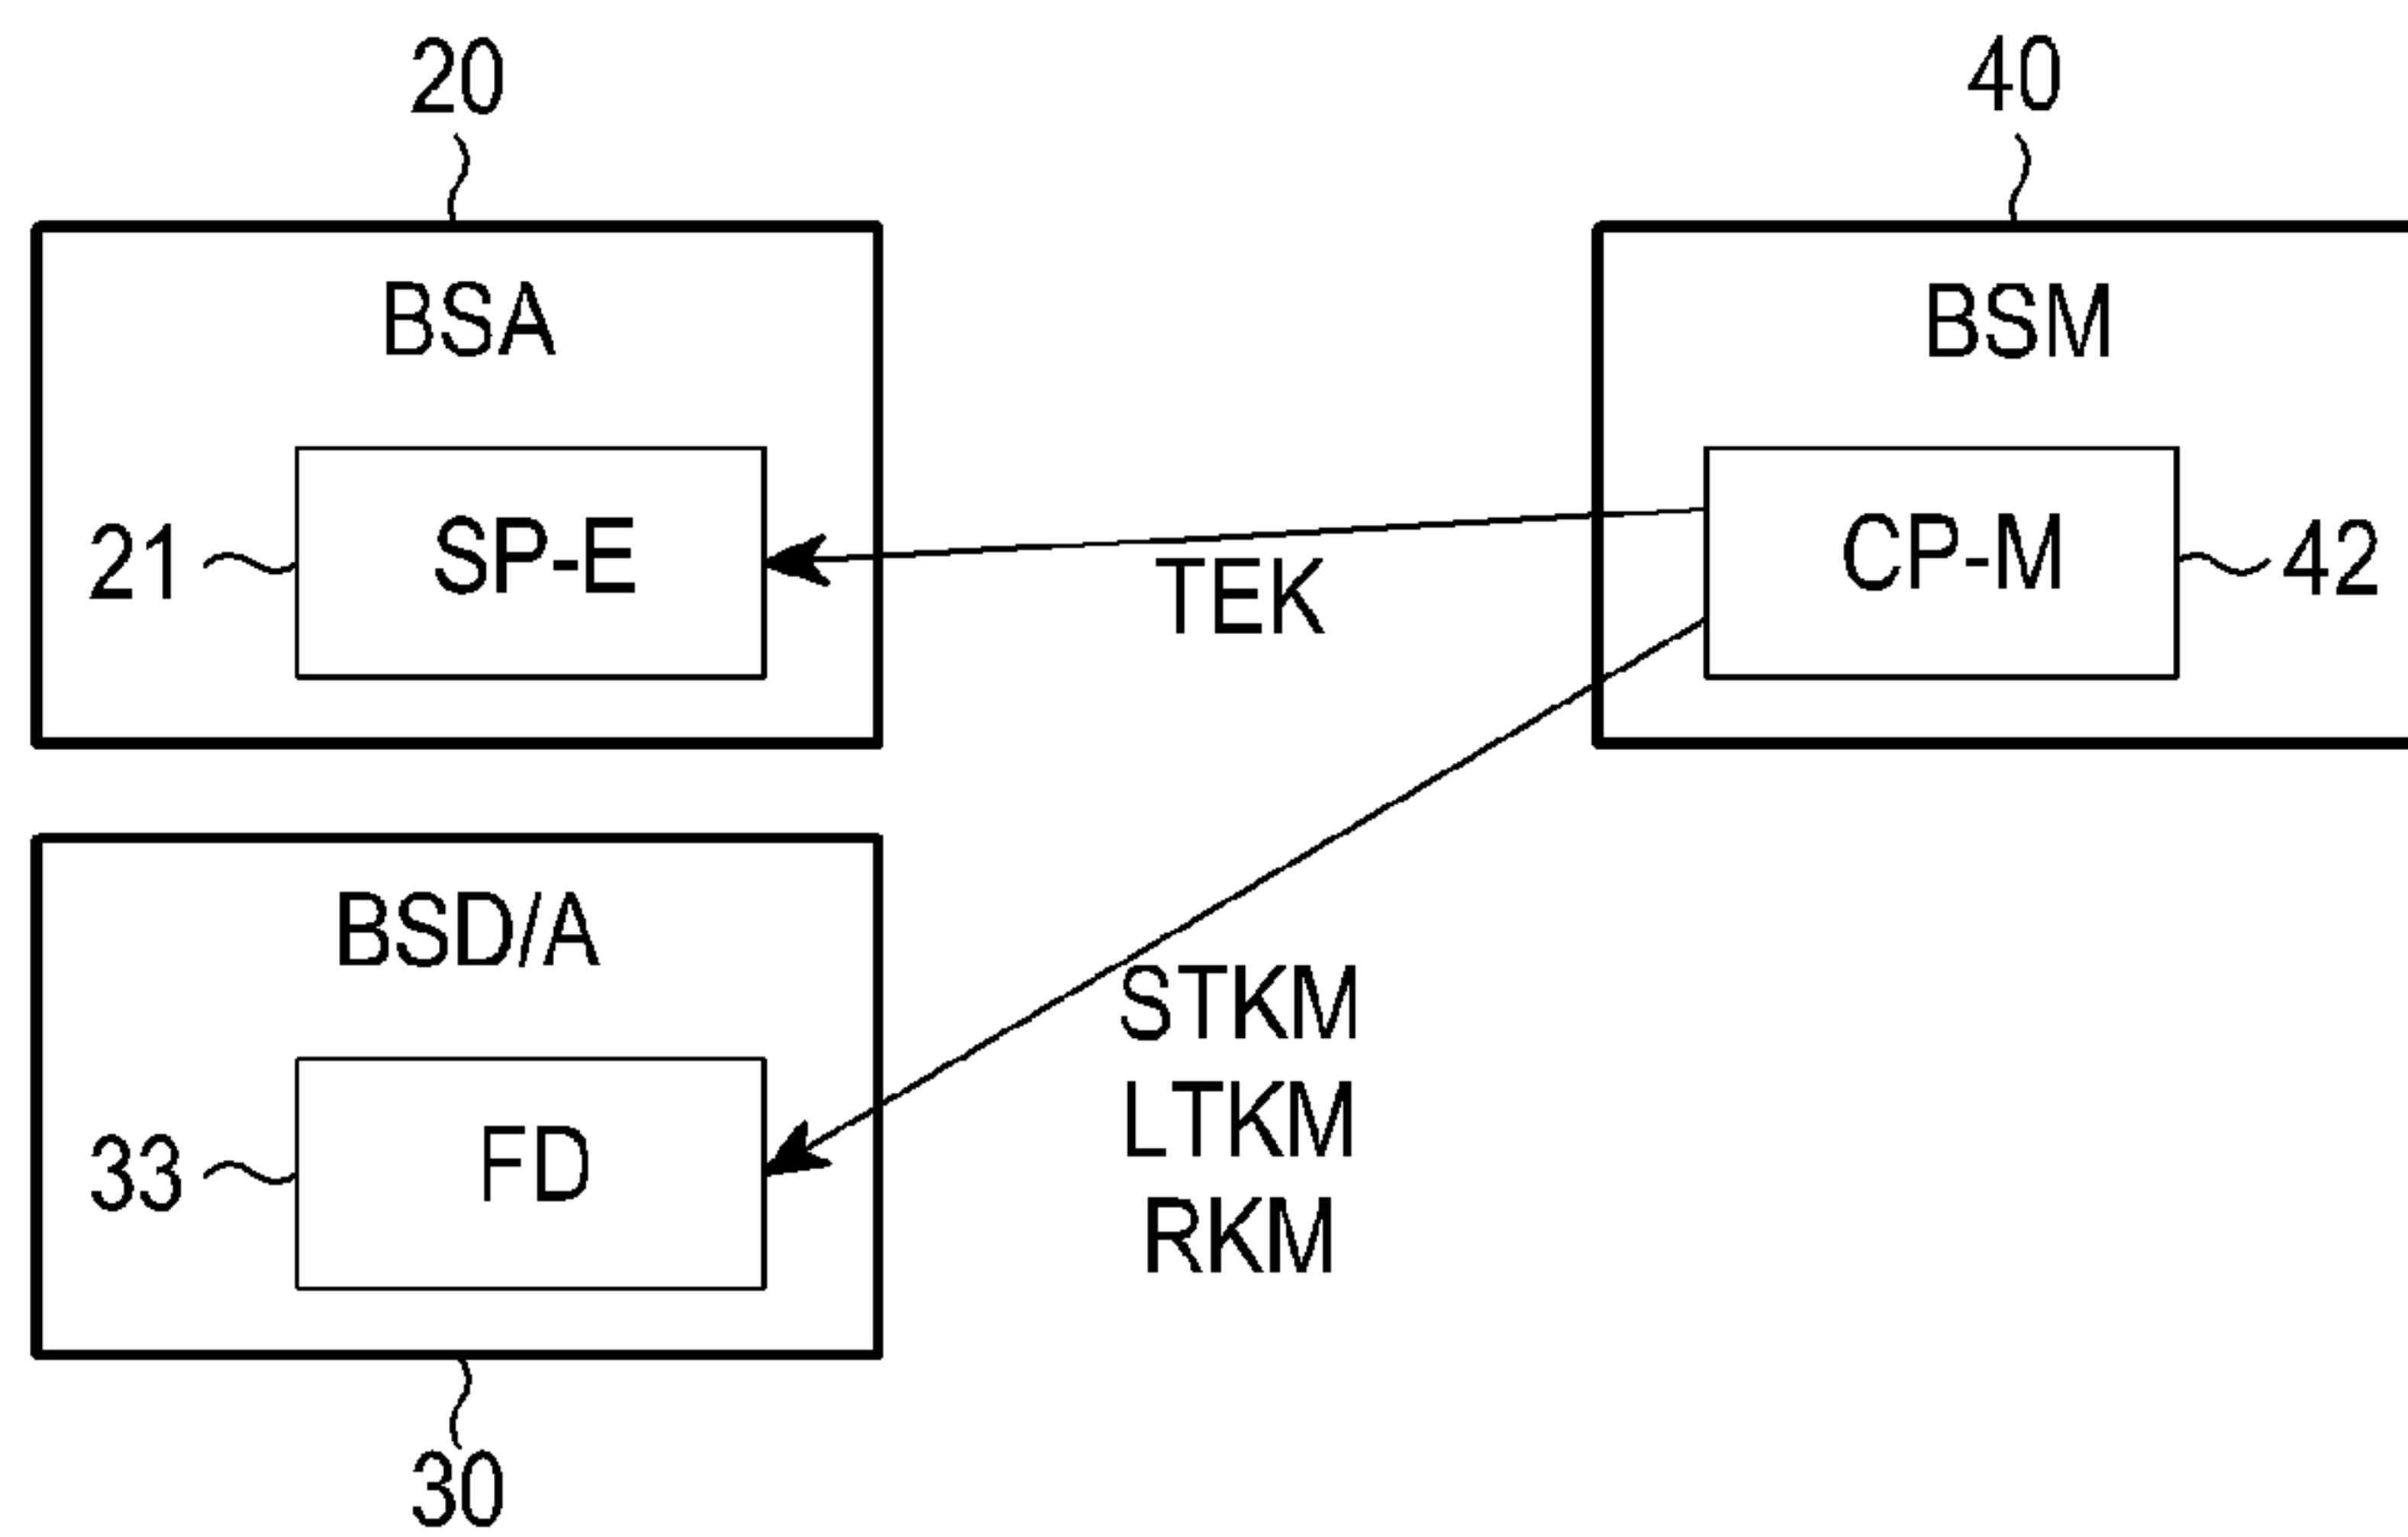 20
40
BSA
BSM
21
SP-E
TEK
CP-M
42
BSD/A
STKM
LTKM
RKM
33
FD
30